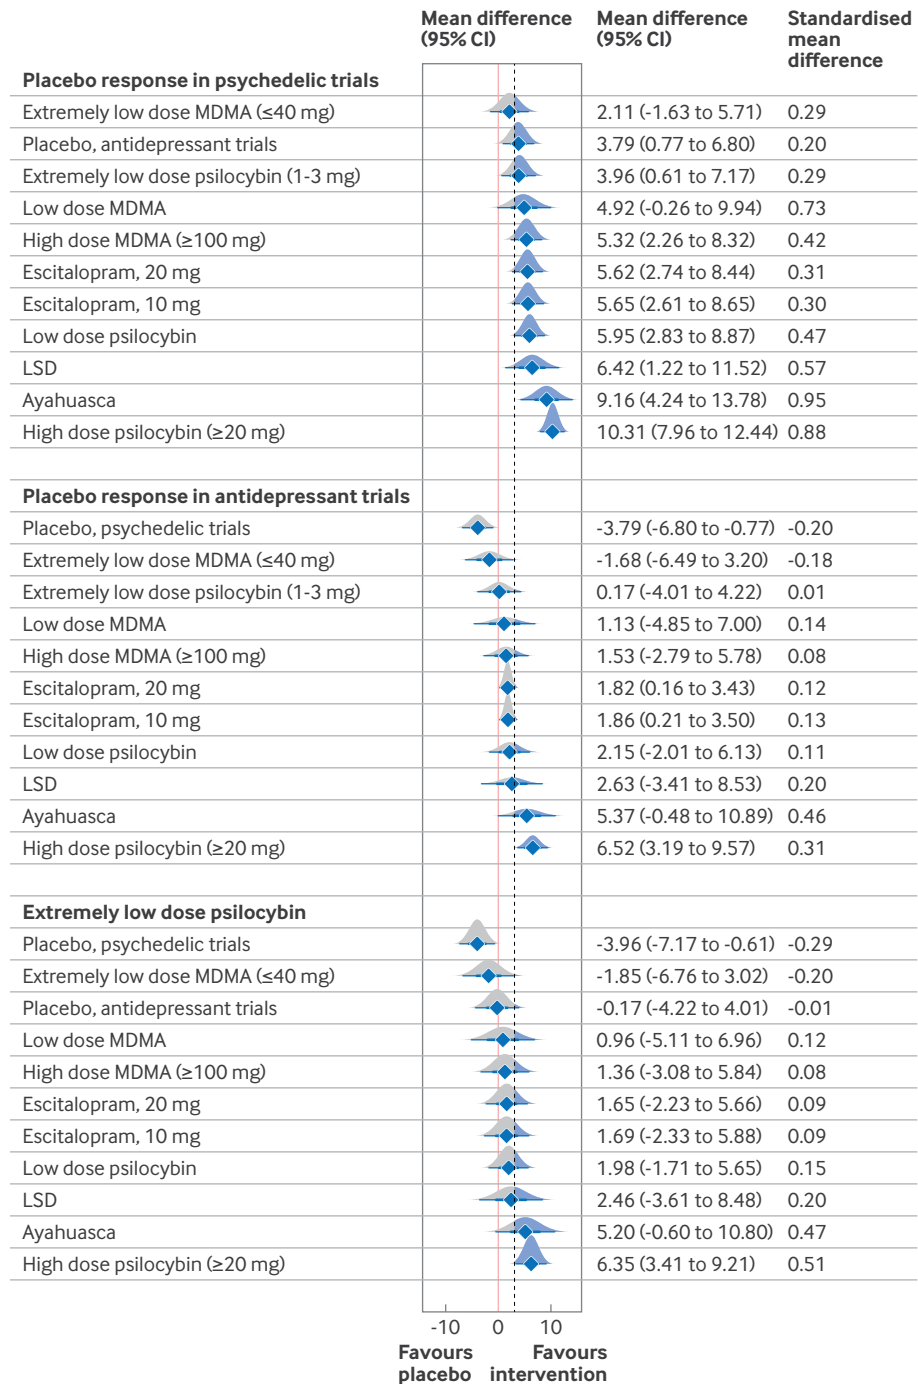 Mean difference (95% CI) Mean difference (95% CI) Standardised mean difference
Placebo response in psychedelic trials
Extremely low dose MDMA (≤40 mg) 2.11 (-1.63 to 5.71) 0.29
Placebo, antidepressant trials 3.79 (0.77 to 6.80) 0.20
Extremely low dose psilocybin (1-3 mg) 3.96 (0.61 to 7.17) 0.29
Low dose MDMA 4.92 (-0.26 to 9.94) 0.73
High dose MDMA (≥100 mg) 5.32 (2.26 to 8.32) 0.42
Escitalopram, 20 mg 5.62 (2.74 to 8.44) 0.31
Escitalopram, 10 mg 5.65 (2.61 to 8.65) 0.30
Low dose psilocybin 5.95 (2.83 to 8.87) 0.47
LSD 6.42 (1.22 to 11.52) 0.57
Ayahuasca 9.16 (4.24 to 13.78) 0.95
High dose psilocybin (≥20 mg) 10.31 (7.96 to 12.44) 0.88
Placebo response in antidepressant trials
Placebo, psychedelic trials -3.79 (-6.80 to -0.77) -0.20
Extremely low dose MDMA (≤40 mg) -1.68 (-6.49 to 3.20) -0.18
Extremely low dose psilocybin (1-3 mg) 0.17 (-4.01 to 4.22) 0.01
Low dose MDMA 1.13 (-4.85 to 7.00) 0.14
High dose MDMA (≥100 mg) 1.53 (-2.79 to 5.78) 0.08
Escitalopram, 20 mg 1.82 (0.16 to 3.43) 0.12
Escitalopram, 10 mg 1.86 (0.21 to 3.50) 0.13
Low dose psilocybin 2.15 (-2.01 to 6.13) 0.11
LSD 2.63 (-3.41 to 8.53) 0.20
Ayahuasca 5.37 (-0.48 to 10.89) 0.46
High dose psilocybin (≥20 mg) 6.52 (3.19 to 9.57) 0.31
Extremely low dose psilocybin
Placebo, psychedelic trials -3.96 (-7.17 to -0.61) -0.29
Extremely low dose MDMA (≤40 mg) -1.85 (-6.76 to 3.02) -0.20
Placebo, antidepressant trials -0.17 (-4.22 to 4.01) -0.01
Low dose MDMA 0.96 (-5.11 to 6.96) 0.12
High dose MDMA (≥100 mg) 1.36 (-3.08 to 5.84) 0.08
Escitalopram, 20 mg 1.65 (-2.23 to 5.66) 0.09
Escitalopram, 10 mg 1.69 (-2.33 to 5.88) 0.09
Low dose psilocybin 1.98 (-1.71 to 5.65) 0.15
LSD 2.46 (-3.61 to 8.48) 0.20
Ayahuasca 5.20 (-0.60 to 10.80) 0.47
High dose psilocybin (≥20 mg) 6.35 (3.41 to 9.21) 0.51
-10 0 10
Favours placebo Favours intervention